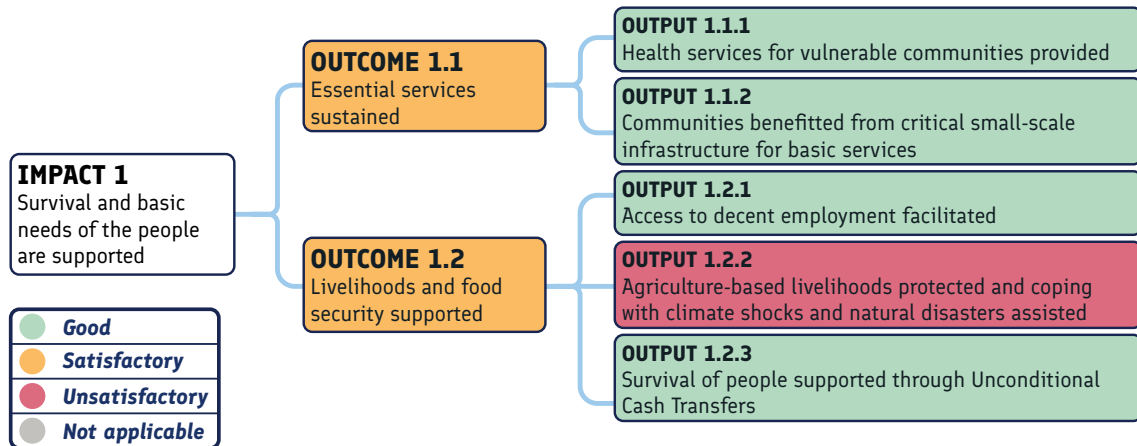 IMPACT 1
Survival and basic
needs of the people
are supported
OUTCOME 1.1
Essential services
sustained
OUTPUT 1.1.1
Health services for vulnerable communities provided
OUTPUT 1.1.2
Communities benefitted from critical small-scale
infrastructure for basic services
OUTCOME 1.2
Livelihoods and food
security supported
OUTPUT 1.2.1
Access to decent employment facilitated
OUTPUT 1.2.2
Agriculture-based livelihoods protected and coping
with climate shocks and natural disasters assisted
OUTPUT 1.2.3
Survival of people supported through Unconditional
Cash Transfers
Good
Satisfactory
Unsatisfactory
Not applicable